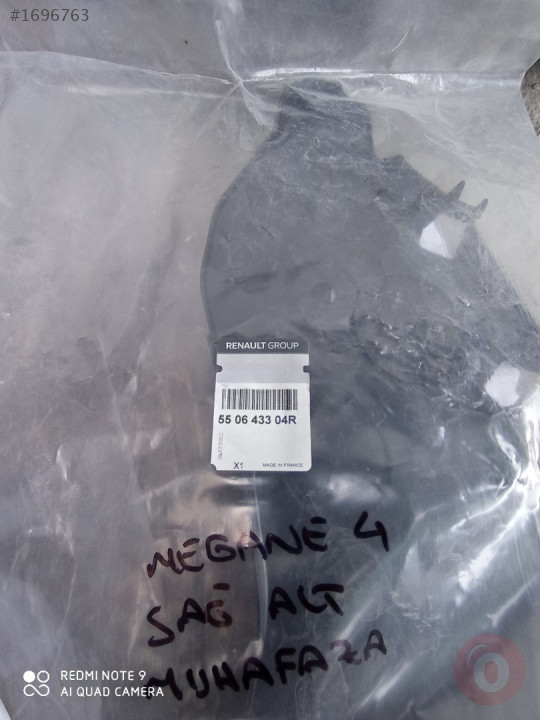 #1696763
RENAULT GROUP
55 06 433 04R
X1 MADE IN FRANCE
MEGANE 4
SAĞ ALT
MUHAFAZA
REDMI NOTE 9
AI QUAD CAMERA